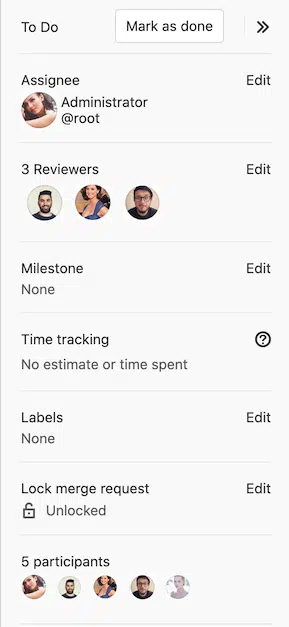 To Do
Mark as done
Assignee
Edit
Administrator
@root
3 Reviewers
Edit
Milestone
Edit
None
Time tracking
No estimate or time spent
Labels
Edit
None
Lock merge request
Edit
Unlocked
5 participants